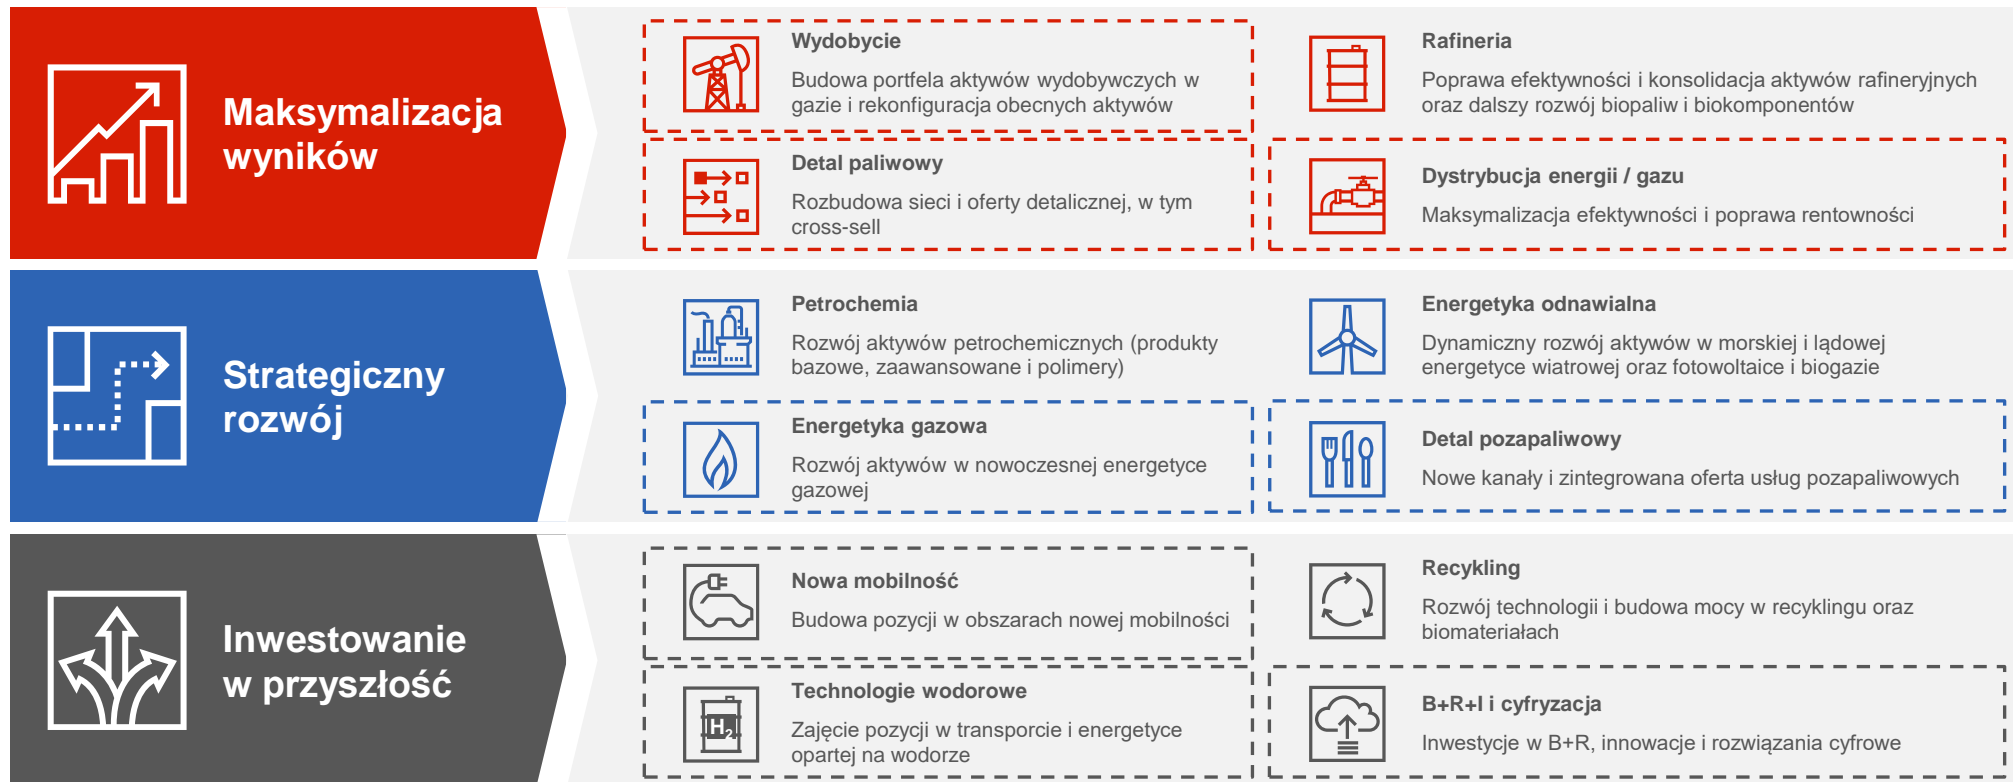 Maksymalizacja
wyników
Wydobycie
Budowa portfela aktywów wydobywczych w
gazie i rekonfiguracja obecnych aktywów
Rafineria
Poprawa efektywności i konsolidacja aktywów rafineryjnych
oraz dalszy rozwój biopaliw i biokomponentów
Detal paliwowy
Rozbudowa sieci i oferty detalicznej, w tym
cross-sell
Dystrybucja energii / gazu
Maksymalizacja efektywności i poprawa rentowności
Strategiczny
rozwój
Petrochemia
Rozwój aktywów petrochemicznych (produkty
bazowe, zaawansowane i polimery)
Energetyka odnawialna
Dynamiczny rozwój aktywów w morskiej i lądowej
energetyce wiatrowej oraz fotowoltaice i biogazie
Energetyka gazowa
Rozwój aktywów w nowoczesnej energetyce
gazowej
Detal pozapaliwowy
Nowe kanały i zintegrowana oferta usług pozapaliwowych
Inwestowanie
w przyszłość
Nowa mobilność
Budowa pozycji w obszarach nowej mobilności
Recykling
Rozwój technologii i budowa mocy w recyklingu oraz
biomateriałach
H2
Technologie wodorowe
Zajęcie pozycji w transporcie i energetyce
opartej na wodorze
B+R+I i cyfryzacja
Inwestycje w B+R, innowacje i rozwiązania cyfrowe